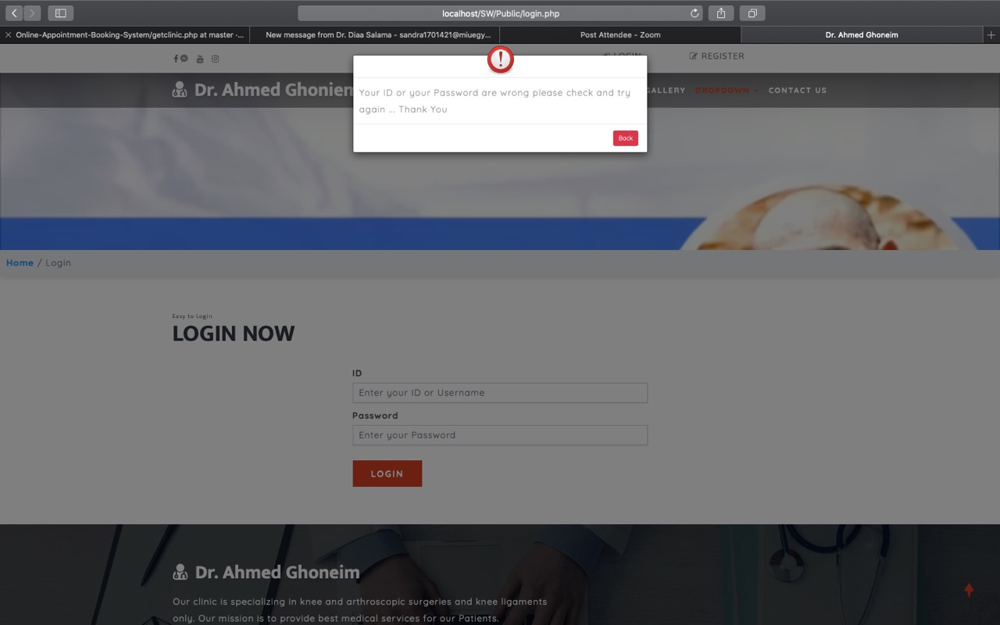 localhost/SW/Public/login.php
Online-Appointment-Booking-System/getclinic.php at master ·...
New message from Dr. Diaa Salama - sandra1701421@miuegy...
Post Attendee - Zoom
Dr. Ahmed Ghoneim
LOGIN
REGISTER
Dr. Ahmed Ghonien
GALLERY
DROPDOWN
CONTACT US
Your ID or your Password are wrong please check and try
again ... Thank You
Back
Home / Login
Easy to Login
LOGIN NOW
ID
Enter your ID or Username
Password
Enter your Password
LOGIN
Dr. Ahmed Ghoneim
Our clinic is specializing in knee and arthroscopic surgeries and knee ligaments
only. Our mission is to provide best medical services for our Patients.